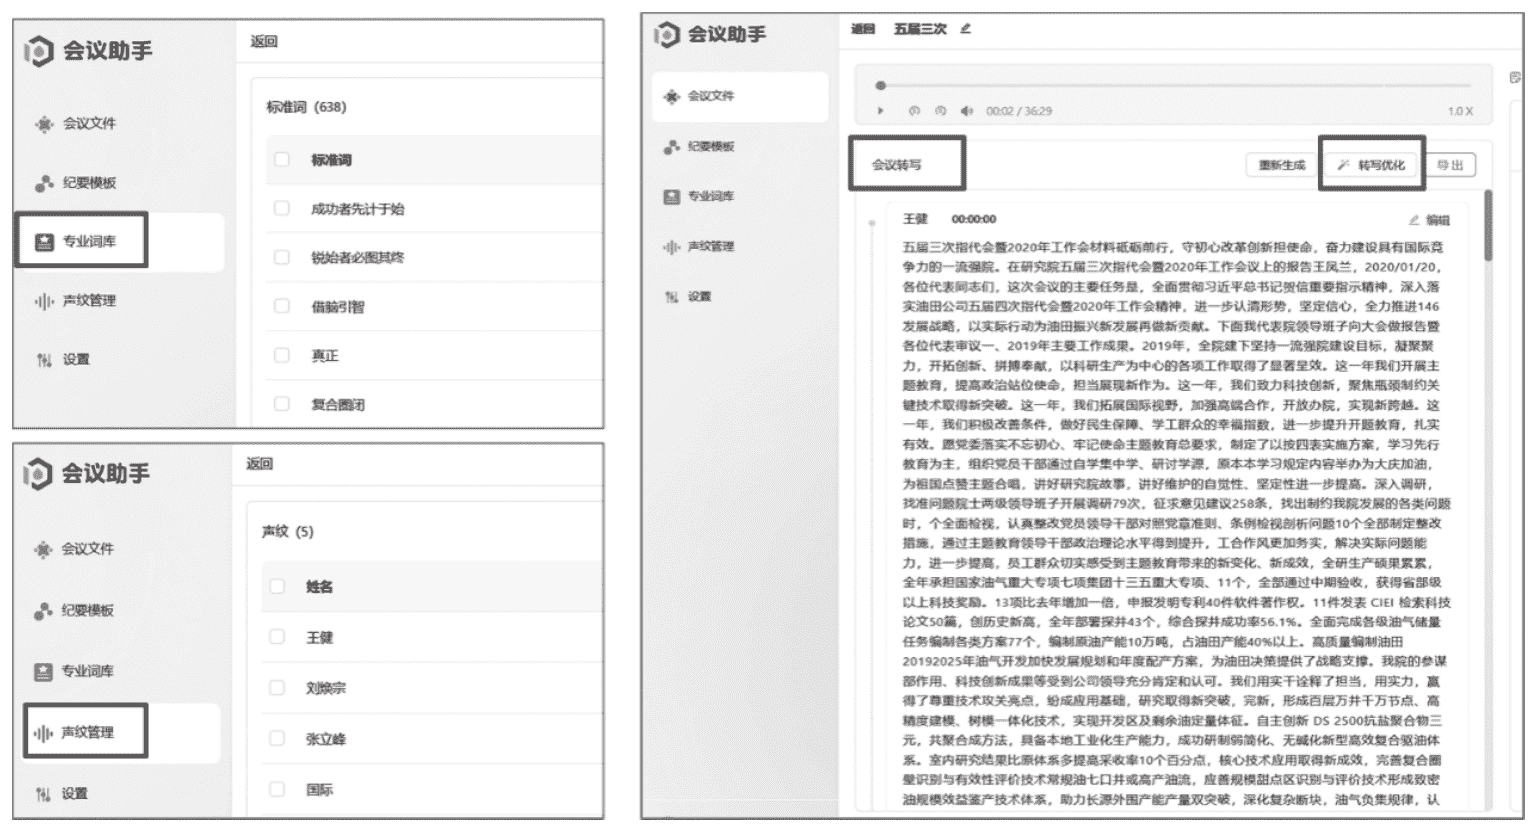 会议助手
返回
会议文件
纪要模板
专业词库
声纹管理
设置
标准词 (638)
标准词
成功者先计于始
锐始者必图其终
借脑引智
真正
复合圈闭
会议助手
返回
会议文件
纪要模板
专业词库
声纹管理
设置
声纹 (5)
姓名
王健
刘焕宗
张立峰
国际
会议助手
返回 五届三次
会议文件
纪要模板
专业词库
声纹管理
设置
00:02 / 36:29
1.0 X
会议转写
重新生成
转写优化
导出
王健 00:00:00
编辑
五届三次指代会暨2020年工作会材料砥砺前行，守初心改革创新担使命，奋力建设具有国际竞
争力的一流强院。在研究院五届三次指代会暨2020年工作会议上的报告王凤兰，2020/01/20，
各位代表同志们，这次会议的主要任务是，全面贯彻习近平总书记贺信重要指示精神，深入落
实油田公司五届四次指代会暨2020年工作会精神，进一步认清形势，坚定信心，全力推进146
发展战略，以实际行动为油田振兴新发展再做新贡献。下面我代表院领导班子向大会做报告暨
各位代表审议一、2019年主要工作成果。2019年，全院建下坚持一流强院建设目标，凝聚聚
力，开拓创新、拼搏奉献，以科研生产为中心的各项工作取得了显著呈效。这一年我们开展主
题教育，提高政治站位使命，担当展现新作为。这一年，我们致力科技创新，聚焦瓶颈制约关
键技术取得新突破。这一年，我们拓展国际视野，加强高端合作，开放办院，实现新跨越。这
一年，我们积极改善条件，做好民生保障、学工群众的幸福指数，进一步提升开题教育，扎实
有效。愿党委落实不忘初心、牢记使命主题教育总要求，制定了以按四表实施方案，学习先行
教育为主，组织党员干部通过自学集中学、研讨学源，原本本学习规定内容举办为大庆加油，
为祖国点赞主题合唱，讲好研究院故事，讲好维护的自觉性、坚定性进一步提高。深入调研，
找准问题院士两级领导班子开展调研79次，征求意见建议258条，找出制约我院发展的各类问题
时，个全面检视，认真整改党员领导干部对照党章准则、条例检视剖析问题10个全部制定整改
措施，通过主题教育领导干部政治理论水平得到提升，工合作风更加务实，解决实际问题能
力，进一步提高，员工群众切实感受到主题教育带来的新变化、新成效，全研生产硕果累累，
全年承担国家油气重大专项七项集团十三五重大专项、11个，全部通过中期验收，获得省部级
以上科技奖励。13项比去年增加一倍，申报发明专利40件软件著作权。11件发表 CIEI 检索科技
论文50篇，创历史新高，全年部署探井43个，综合探井成功率56.1%。全面完成各级油气储量
任务编制各类方案77个，编制原油产能10万吨，占油田产能40%以上。高质量编制油田
20192025年油气开发加快发展规划和年度配产方案，为油田决策提供了战略支撑。我院的参谋
部作用、科技创新成果等受到公司领导充分肯定和认可。我们用实干诠释了担当，用实力，赢
得了尊重技术攻关亮点，纷成应用基础，研究取得新突破，完新，形成百层万井千万节点、高
精度建模、树模一体化技术，实现开发区及剩余油定量体征。自主创新 DS 2500抗盐聚合物三
元，共聚合成方法，具备本地工业化生产能力，成功研制弱简化、无碱化新型高效复合驱油体
系。室内研究结果比原体系多提高采收率10个百分点，核心技术应用取得新成效，完善复合圈
壁识别与有效性评价技术常规油七口井或高产油流，应善规模甜点区识别与评价技术形成致密
油规模效益鉴产技术体系，助力长源外围产能产量双突破，深化复杂断块，油气负集规律，认